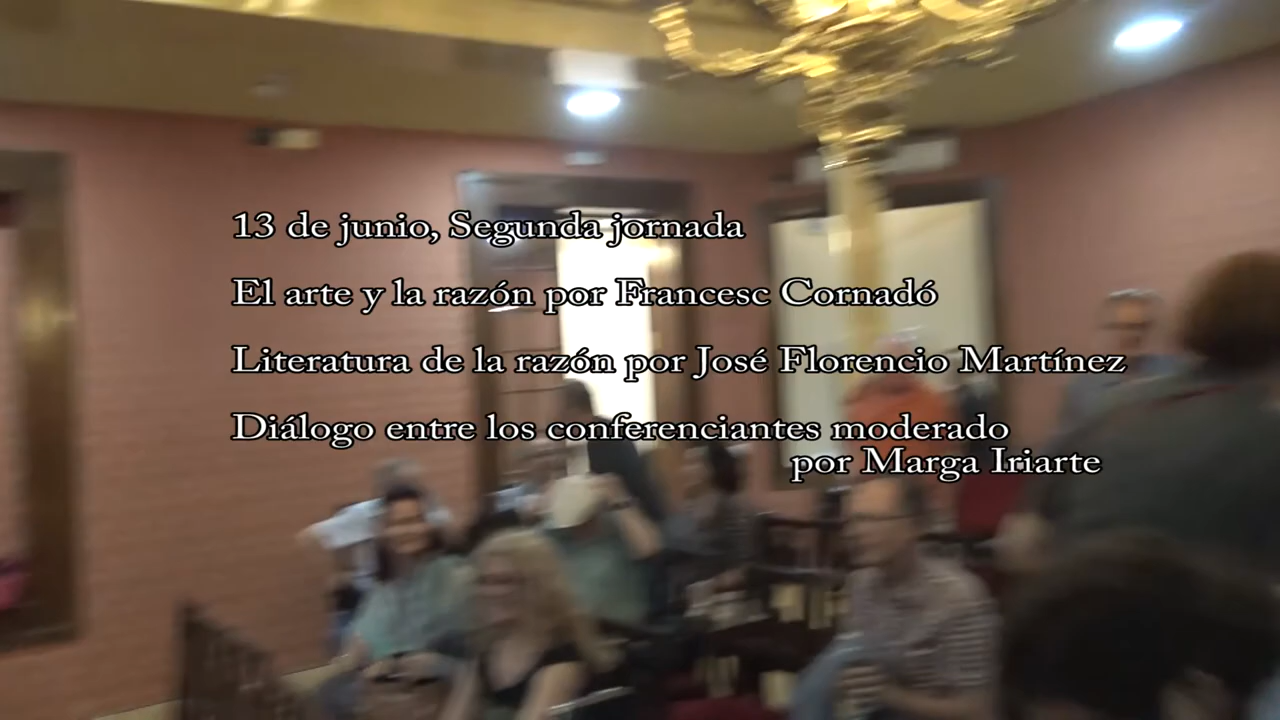 13 de junio, Segunda jornada
El arte y la razón por Francesc Cornadó
Literatura de la razón por José Florencio Martínez
Diálogo entre los conferenciantes moderado
por Marga Iriarte